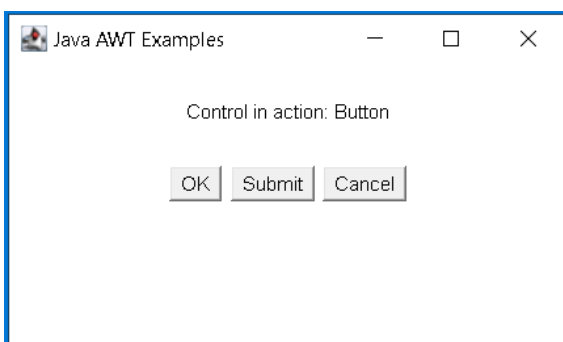 Java AWT Examples
Control in action: Button
OK Submit Cancel